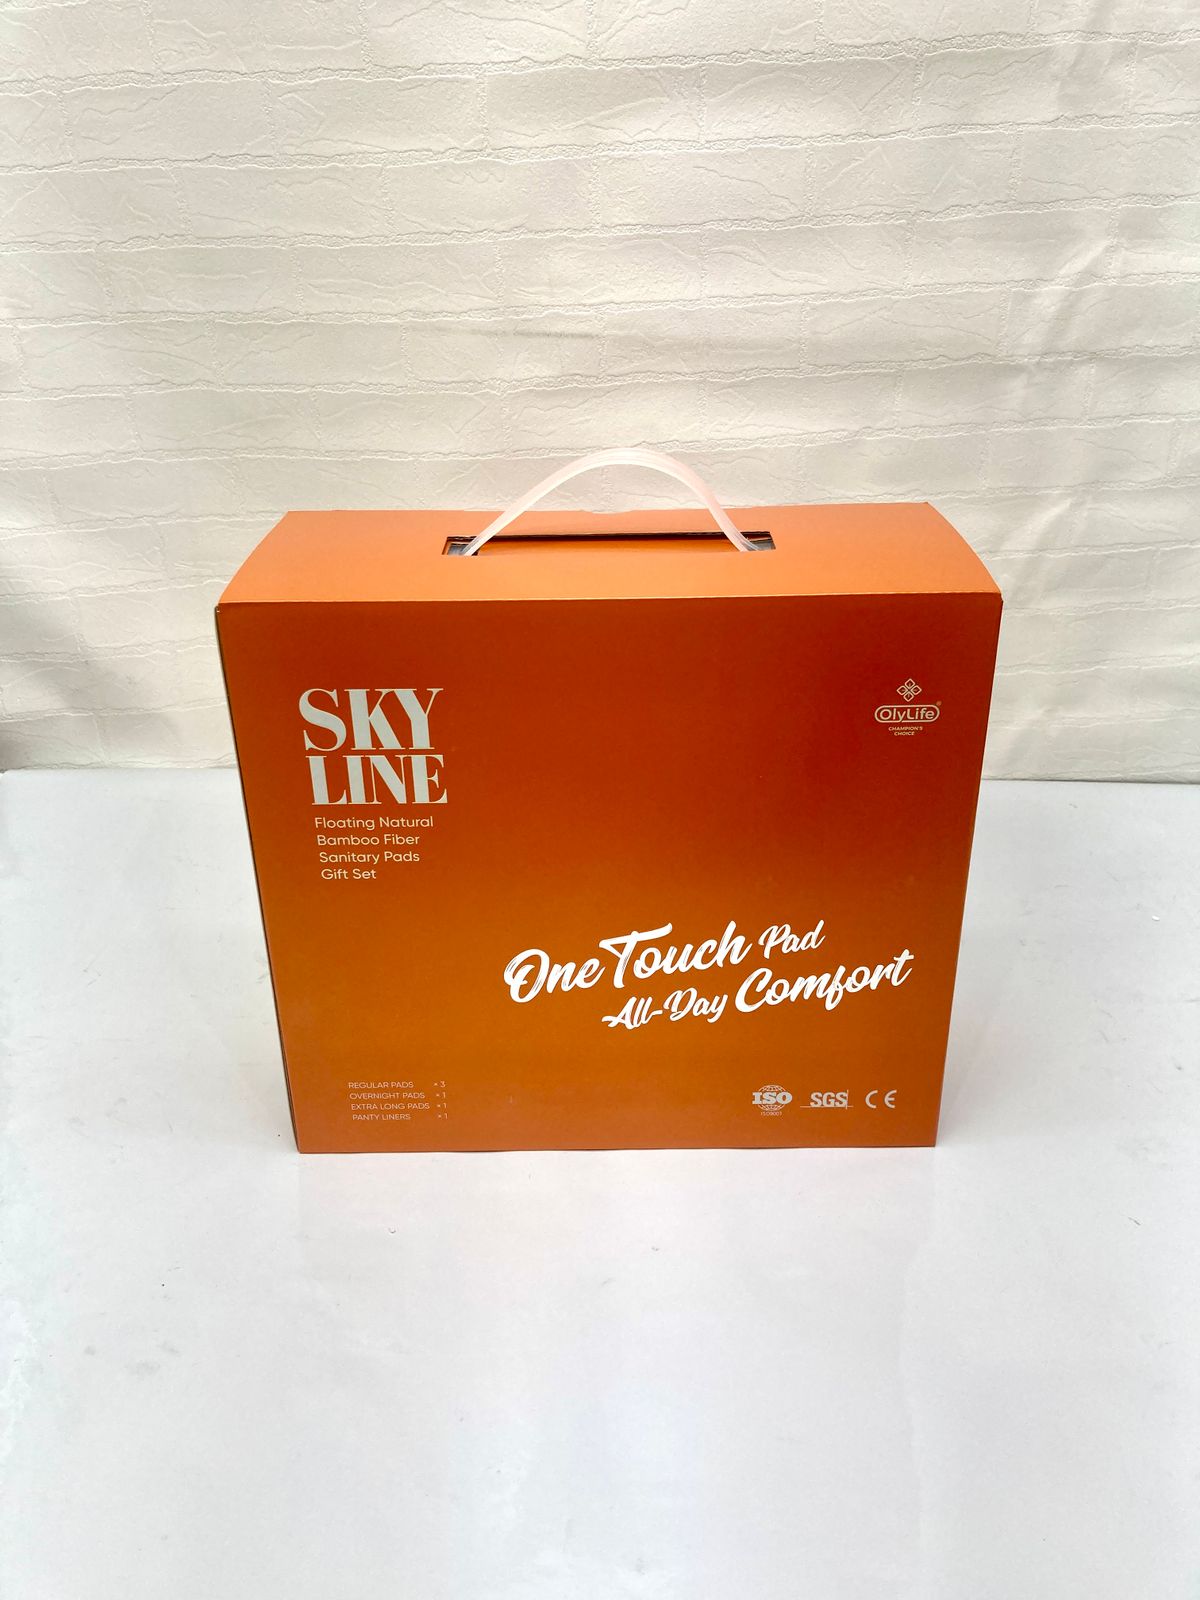 SKY
LINE
Floating Natural
Bamboo Fiber
Sanitary Pads
Gift Set
OlyLife®
CHAMPION'S
CHOICE
One Touch Pad
All-Day Comfort
REGULAR PADS × 3
OVERNIGHT PADS × 1
EXTRA LONG PADS × 1
PANTY LINERS × 1
ISO
ISO9001
SGS
CE